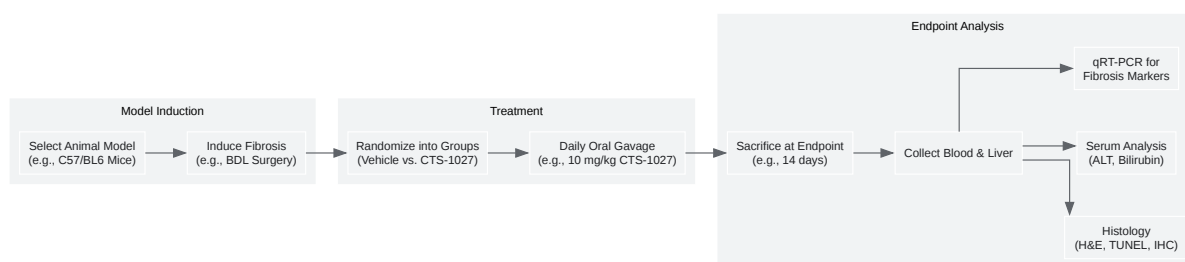 Endpoint Analysis
qRT-PCR for
Fibrosis Markers
Model Induction
Treatment
Select Animal Model
(e.g., C57/BL6 Mice)
Induce Fibrosis
(e.g., BDL Surgery)
Randomize into Groups
(Vehicle vs. CTS-1027)
Daily Oral Gavage
(e.g., 10 mg/kg CTS-1027)
Sacrifice at Endpoint
(e.g., 14 days)
Collect Blood & Liver
Serum Analysis
(ALT, Bilirubin)
Histology
(H&E, TUNEL, IHC)